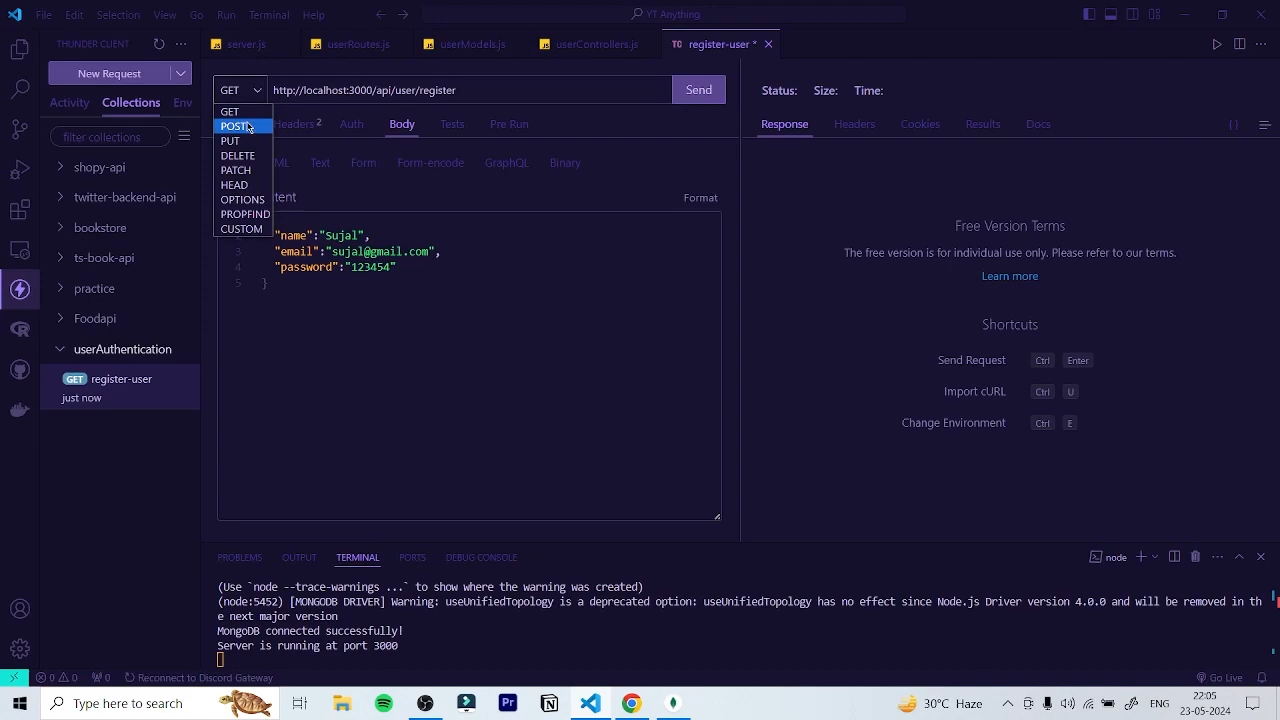 File Edit Selection View Go Run Terminal Help
YT Anything
THUNDER CLIENT
server.js
userRoutes.js
userModels.js
userControllers.js
TC register-user *
New Request
GET
http://localhost:3000/api/user/register
Send
Status: Size: Time:
Activity Collections Env
GET
POST
PUT
DELETE
PATCH
HEAD
OPTIONS
PROPFIND
CUSTOM
Headers 2 Auth Body Tests Pre Run
Response Headers Cookies Results Docs
filter collections
ML Text Form Form-encode GraphQL Binary
tent
Format
shopy-api
twitter-backend-api
bookstore
ts-book-api
practice
Foodapi
userAuthentication
GET register-user
just now
"name":"Sujal",
3 "email":"sujal@gmail.com",
4 "password":"123454"
5 }
Free Version Terms
The free version is for individual use only. Please refer to our terms.
Learn more
Shortcuts
Send Request Ctrl Enter
Import cURL Ctrl U
Change Environment Ctrl E
PROBLEMS OUTPUT TERMINAL PORTS DEBUG CONSOLE
node
(Use `node --trace-warnings ...` to show where the warning was created)
(node:5452) [MONGODB DRIVER] Warning: useUnifiedTopology is a deprecated option: useUnifiedTopology has no effect since Node.js Driver version 4.0.0 and will be removed in th
e next major version
MongoDB connected successfully!
Server is running at port 3000
0 0 0 Reconnect to Discord Gateway
Go Live
Type here to search
30°C Haze
22:05
23-05-2024